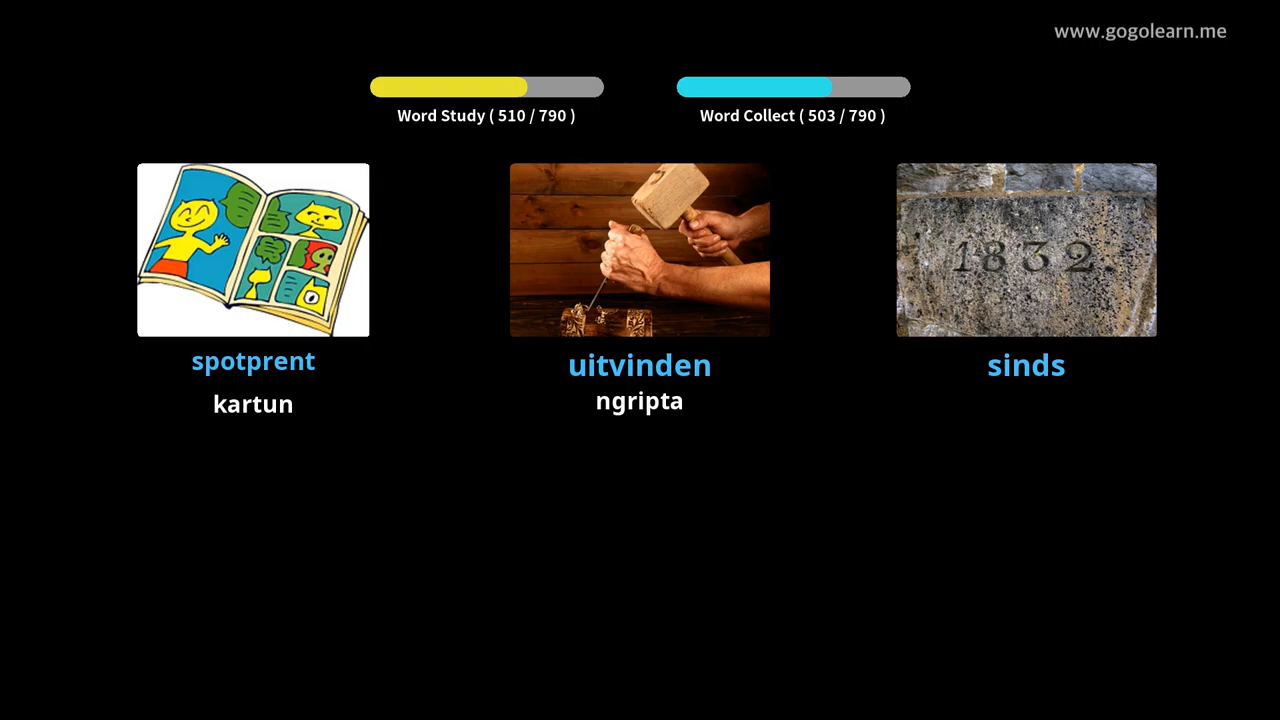 www.gogolearn.me
Word Study ( 510 / 790 )
Word Collect ( 503 / 790 )
1832.
spotprent
uitvinden
sinds
kartun
ngripta